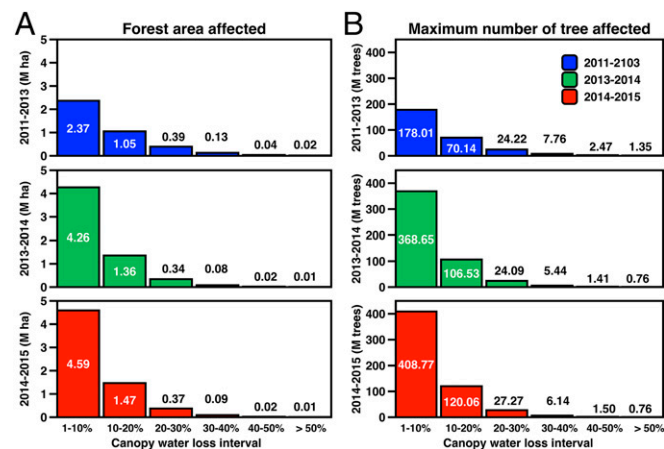 A Forest area affected
2011-2013 (M ha)
5
4
3
2
1
0
2.37 1.05 0.39 0.13 0.04 0.02
2013-2014 (M ha)
5
4
3
2
1
0
4.26 1.36 0.34 0.08 0.02 0.01
2014-2015 (M ha)
5
4
3
2
1
0
4.59 1.47 0.37 0.09 0.02 0.01
1-10% 10-20% 20-30% 30-40% 40-50% > 50%
Canopy water loss interval
B Maximum number of tree affected
2011-2013 (M trees)
400
300
200
100
0
2011-2103
2013-2014
2014-2015
178.01 70.14 24.22 7.76 2.47 1.35
2013-2014 (M trees)
400
300
200
100
0
368.65 106.53 24.09 5.44 1.41 0.76
2014-2015 (M trees)
400
300
200
100
0
408.77 120.06 27.27 6.14 1.50 0.76
1-10% 10-20% 20-30% 30-40% 40-50% > 50%
Canopy water loss interval